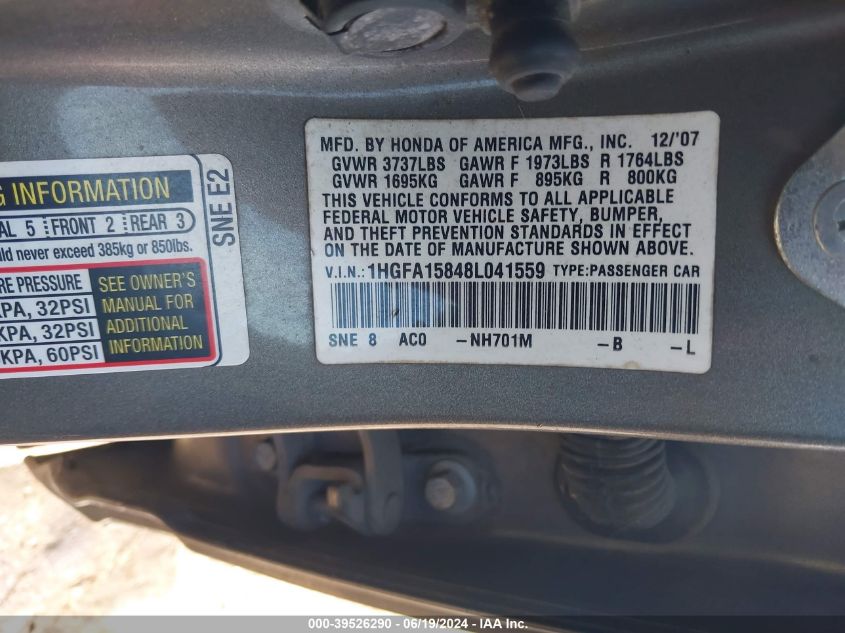 G INFORMATION
AL 5 FRONT 2 REAR 3
ld never exceed 385kg or 850lbs.
RE PRESSURE
KPA, 32PSI
KPA, 32PSI
KPA, 60PSI
SEE OWNER'S
MANUAL FOR
ADDITIONAL
INFORMATION
SNE E2
MFD. BY HONDA OF AMERICA MFG., INC. 12/'07
GVWR 3737LBS GAWR F 1973LBS R 1764LBS
GVWR 1695KG GAWR F 895KG R 800KG
THIS VEHICLE CONFORMS TO ALL APPLICABLE
FEDERAL MOTOR VEHICLE SAFETY, BUMPER,
AND THEFT PREVENTION STANDARDS IN EFFECT
ON THE DATE OF MANUFACTURE SHOWN ABOVE.
V.I.N.: 1HGFA15848L041559 TYPE:PASSENGER CAR
SNE 8 AC0 -NH701M -B -L
000-39526290 - 06/19/2024 - IAAI.com